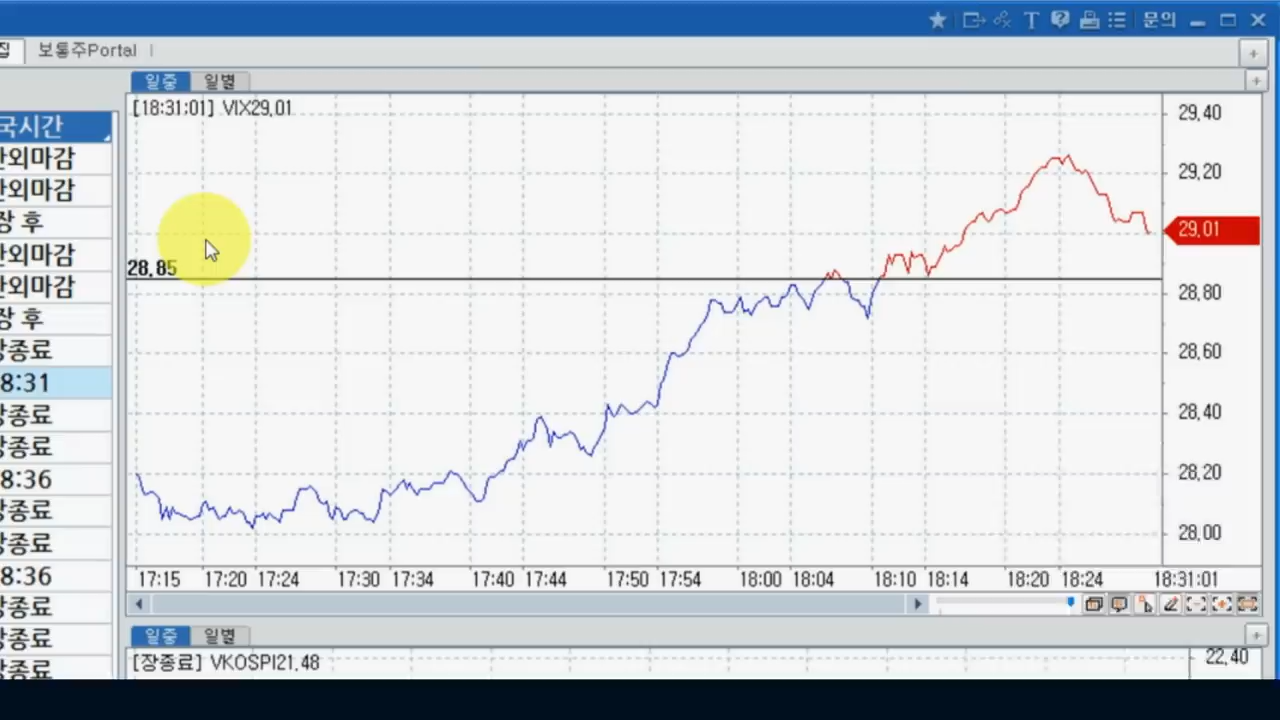 T 문의
보통주Portal
일중 일별
[18:31:01] VIX29.01
국시간
마감
외마감
장 후
외마감
외마감
장 후
장종료
8:31
장종료
장종료
8:36
장종료
장종료
8:36
장종료
장종료
장종료
28.85
29.40
29.20
29.01
28.80
28.60
28.40
28.20
28.00
17:15 17:20 17:24 17:30 17:34 17:40 17:44 17:50 17:54 18:00 18:04 18:10 18:14 18:20 18:24 18:31:01
일중 일별
[장종료] VKOSPI21.48
22.40